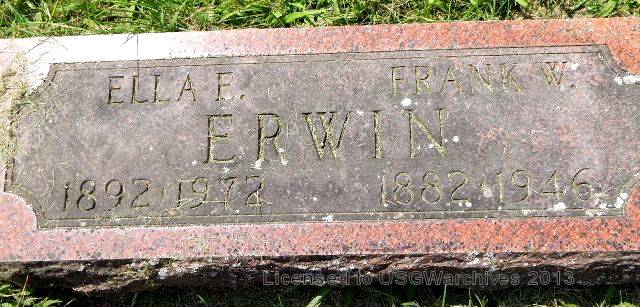 ELLA E. FRANK W.
ERWIN
1892 1972 1882 1946
Licensed to USGWarchives 2013